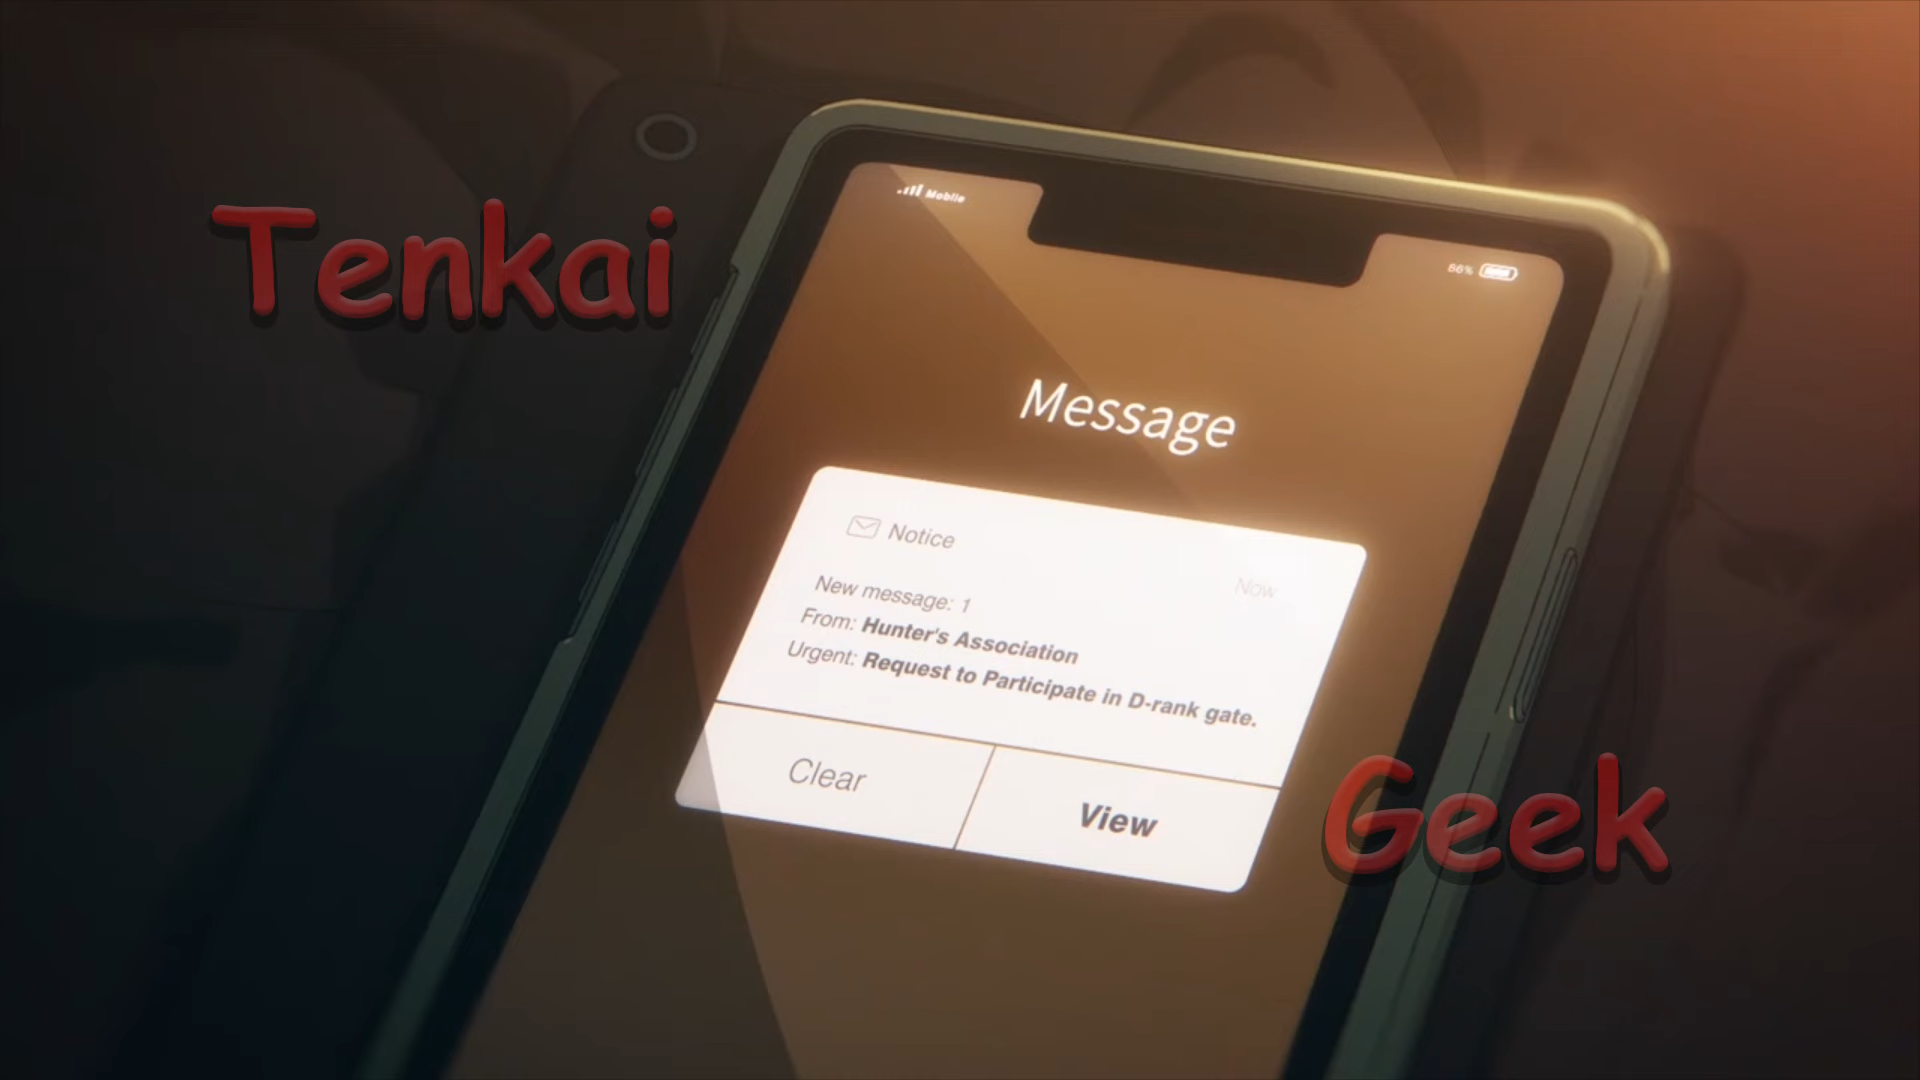 Mobile
66%
Tenkai
Message
Notice
Now
New message: 1
From: Hunter's Association
Urgent: Request to Participate in D-rank gate.
Clear
View
Geek